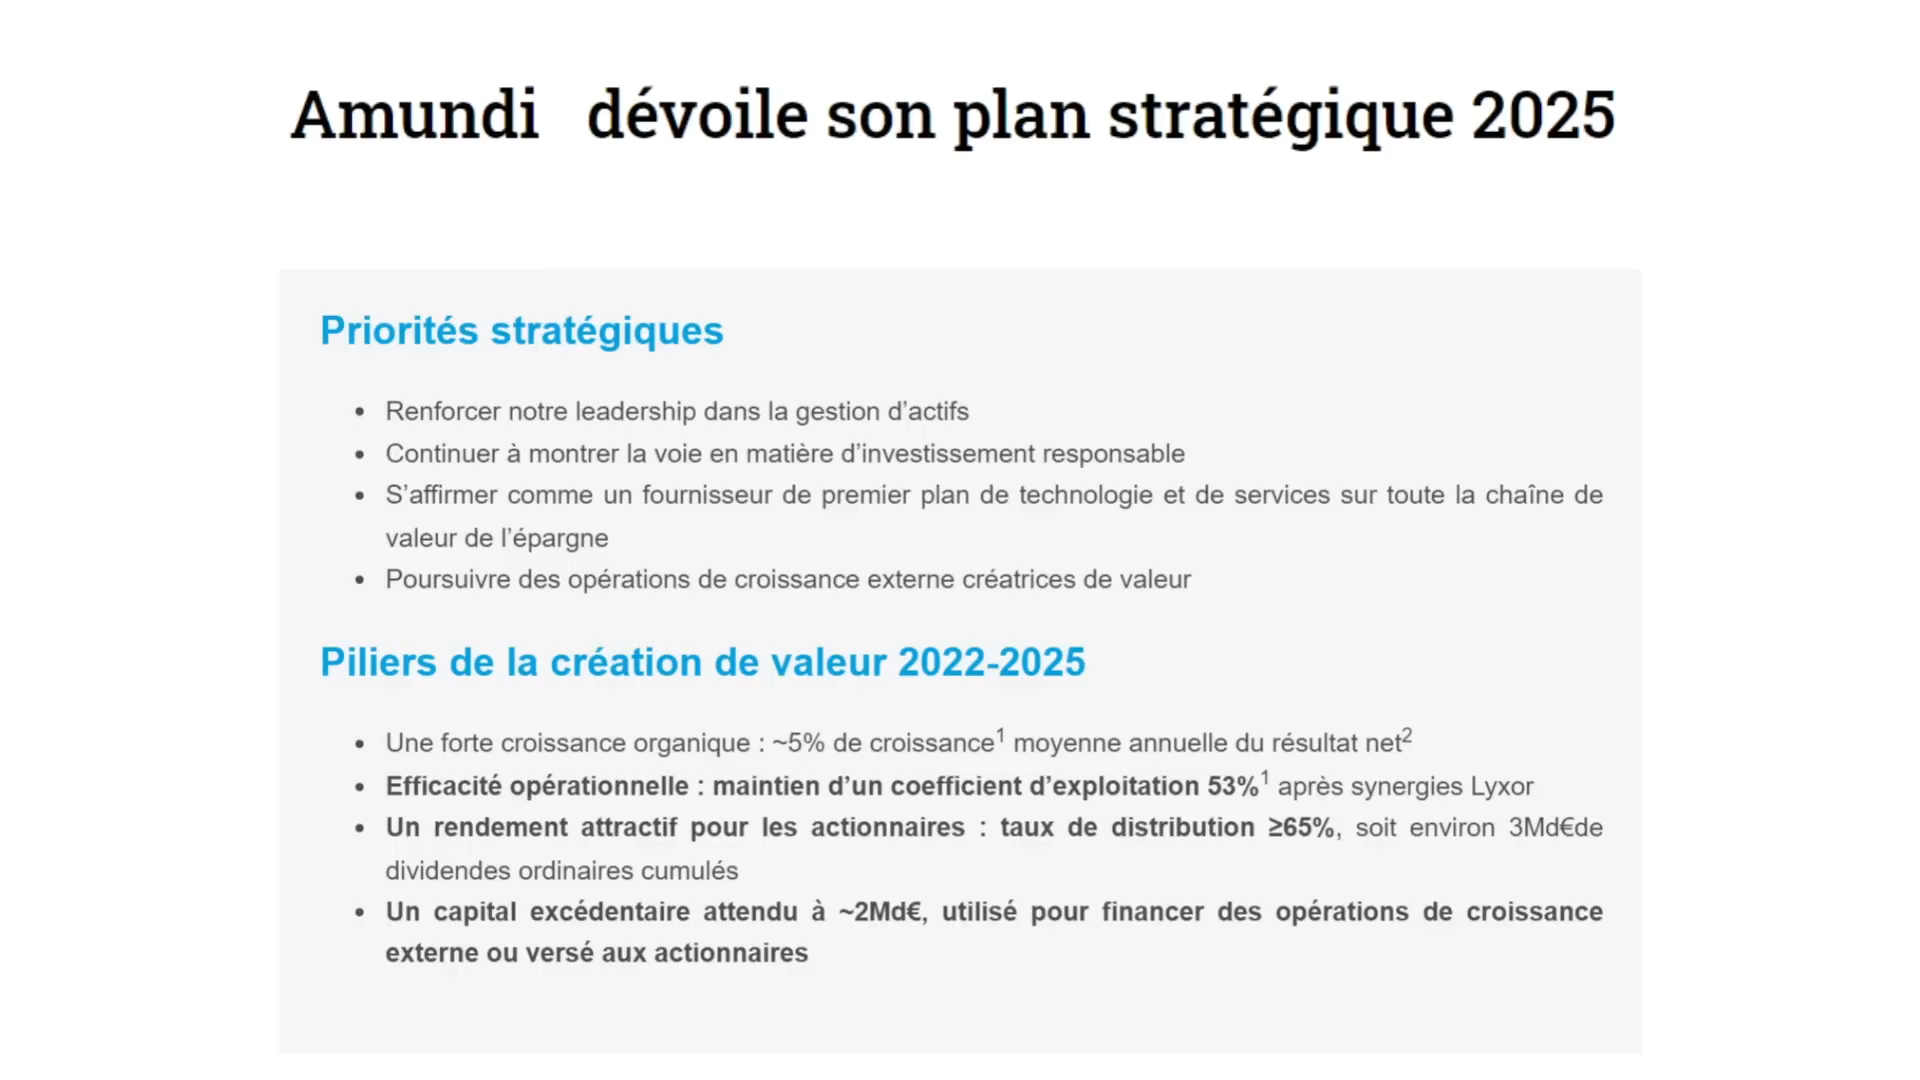 Amundi dévoile son plan stratégique 2025
Priorités stratégiques
• Renforcer notre leadership dans la gestion d’actifs
• Continuer à montrer la voie en matière d’investissement responsable
• S’affirmer comme un fournisseur de premier plan de technologie et de services sur toute la chaîne de
valeur de l’épargne
• Poursuivre des opérations de croissance externe créatrices de valeur
Piliers de la création de valeur 2022-2025
• Une forte croissance organique : ~5% de croissance¹ moyenne annuelle du résultat net²
• Efficacité opérationnelle : maintien d’un coefficient d’exploitation 53%¹ après synergies Lyxor
• Un rendement attractif pour les actionnaires : taux de distribution ≥65%, soit environ 3Md€de
dividendes ordinaires cumulés
• Un capital excédentaire attendu à ~2Md€, utilisé pour financer des opérations de croissance
externe ou versé aux actionnaires